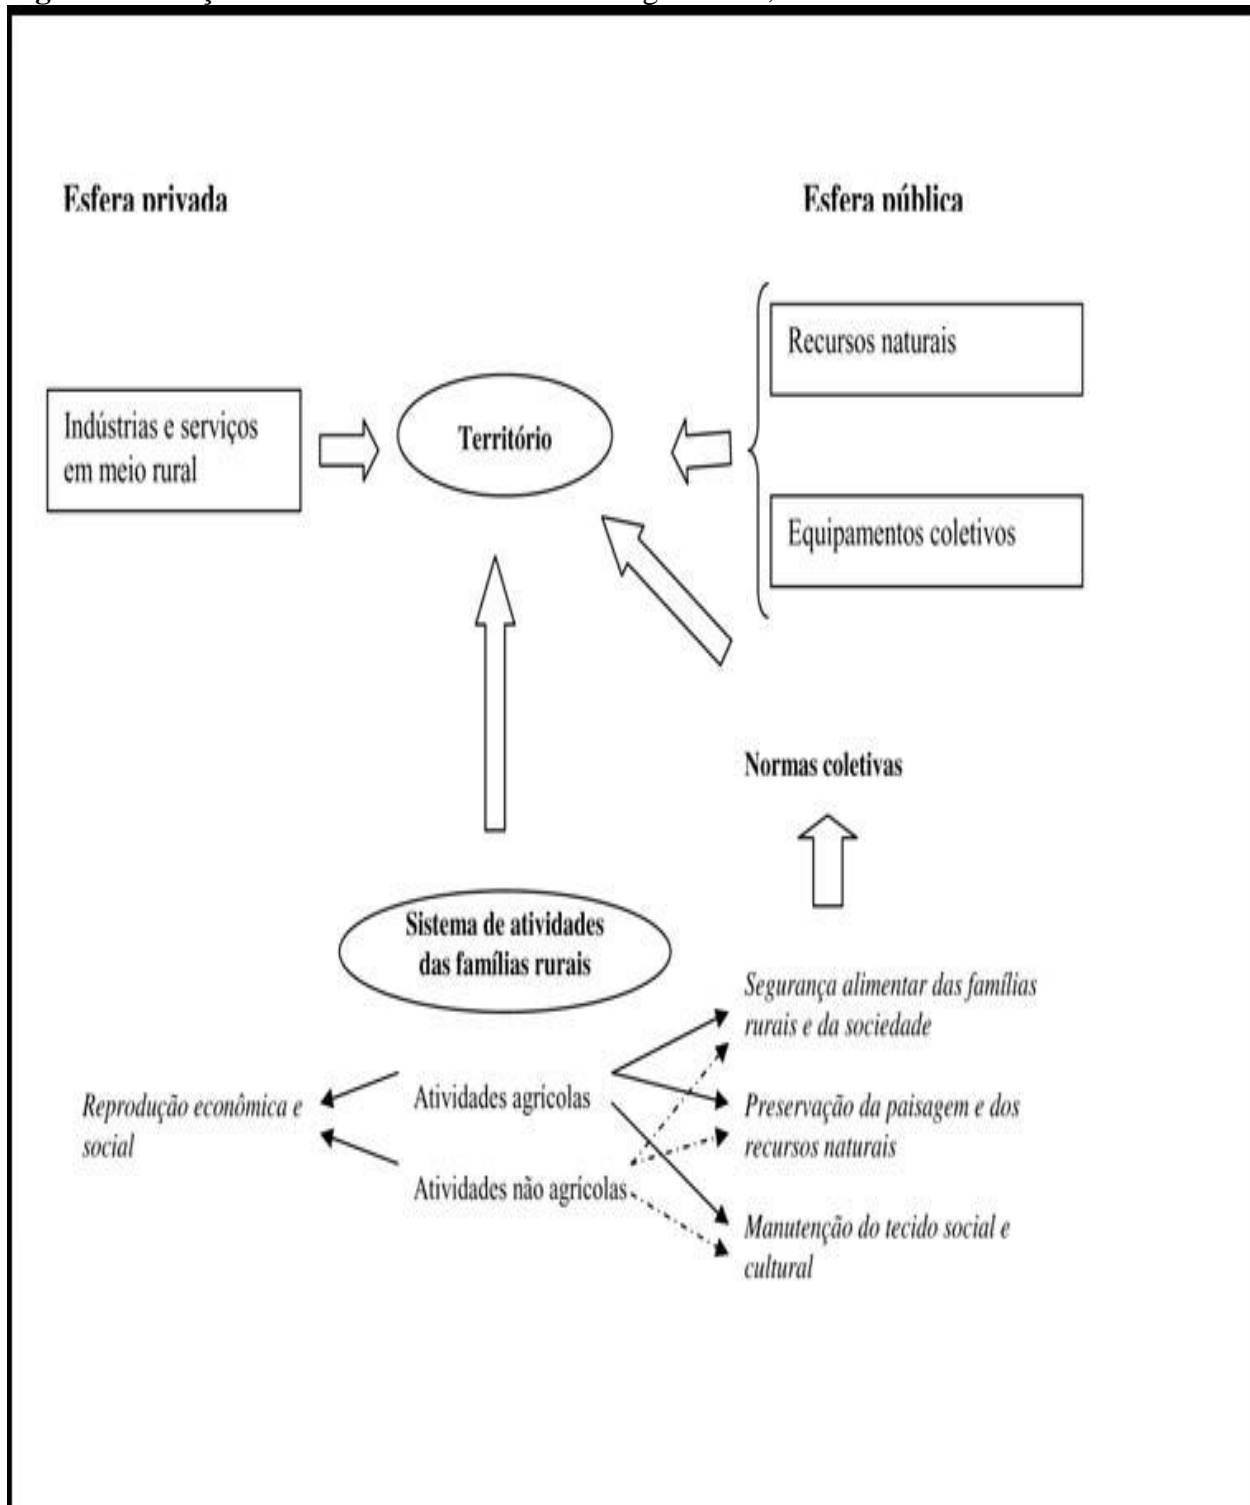 Esfera privada
Esfera pública
Recursos naturais
Indústrias e serviços
em meio rural
Território
Equipamentos coletivos
Normas coletivas
Sistema de atividades
das famílias rurais
Segurança alimentar das famílias
rurais e da sociedade
Atividades agrícolas
Reprodução econômica e
social
Preservação da paisagem e dos
recursos naturais
Atividades não agrícolas
Manutenção do tecido social e
cultural